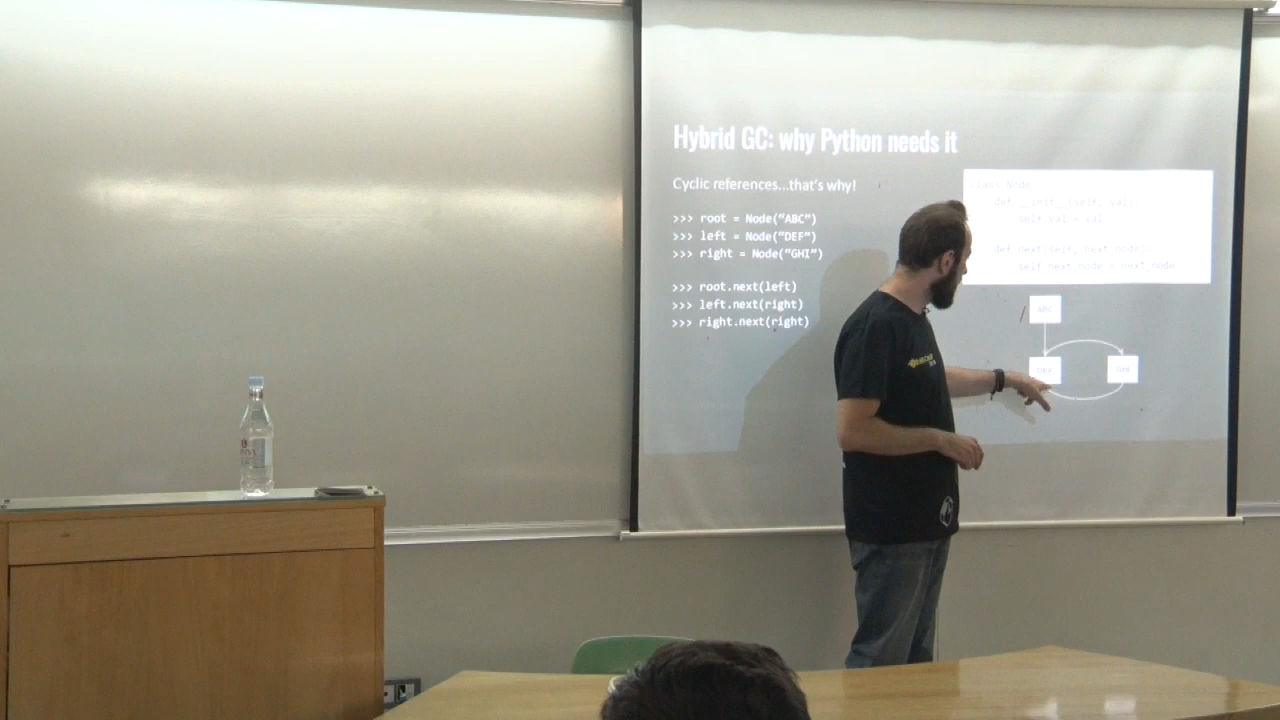 Hybrid GC: why Python needs it
Cyclic references...that's why!
>>> root = Node("ABC")
>>> left = Node("DEF")
>>> right = Node("GHI")
>>> root.next(left)
>>> left.next(right)
>>> right.next(right)
class Node
def __init__(self, val):
self.val = val
def next(self, next_node):
self.next_node = next_node
ABC
DEF
GHI